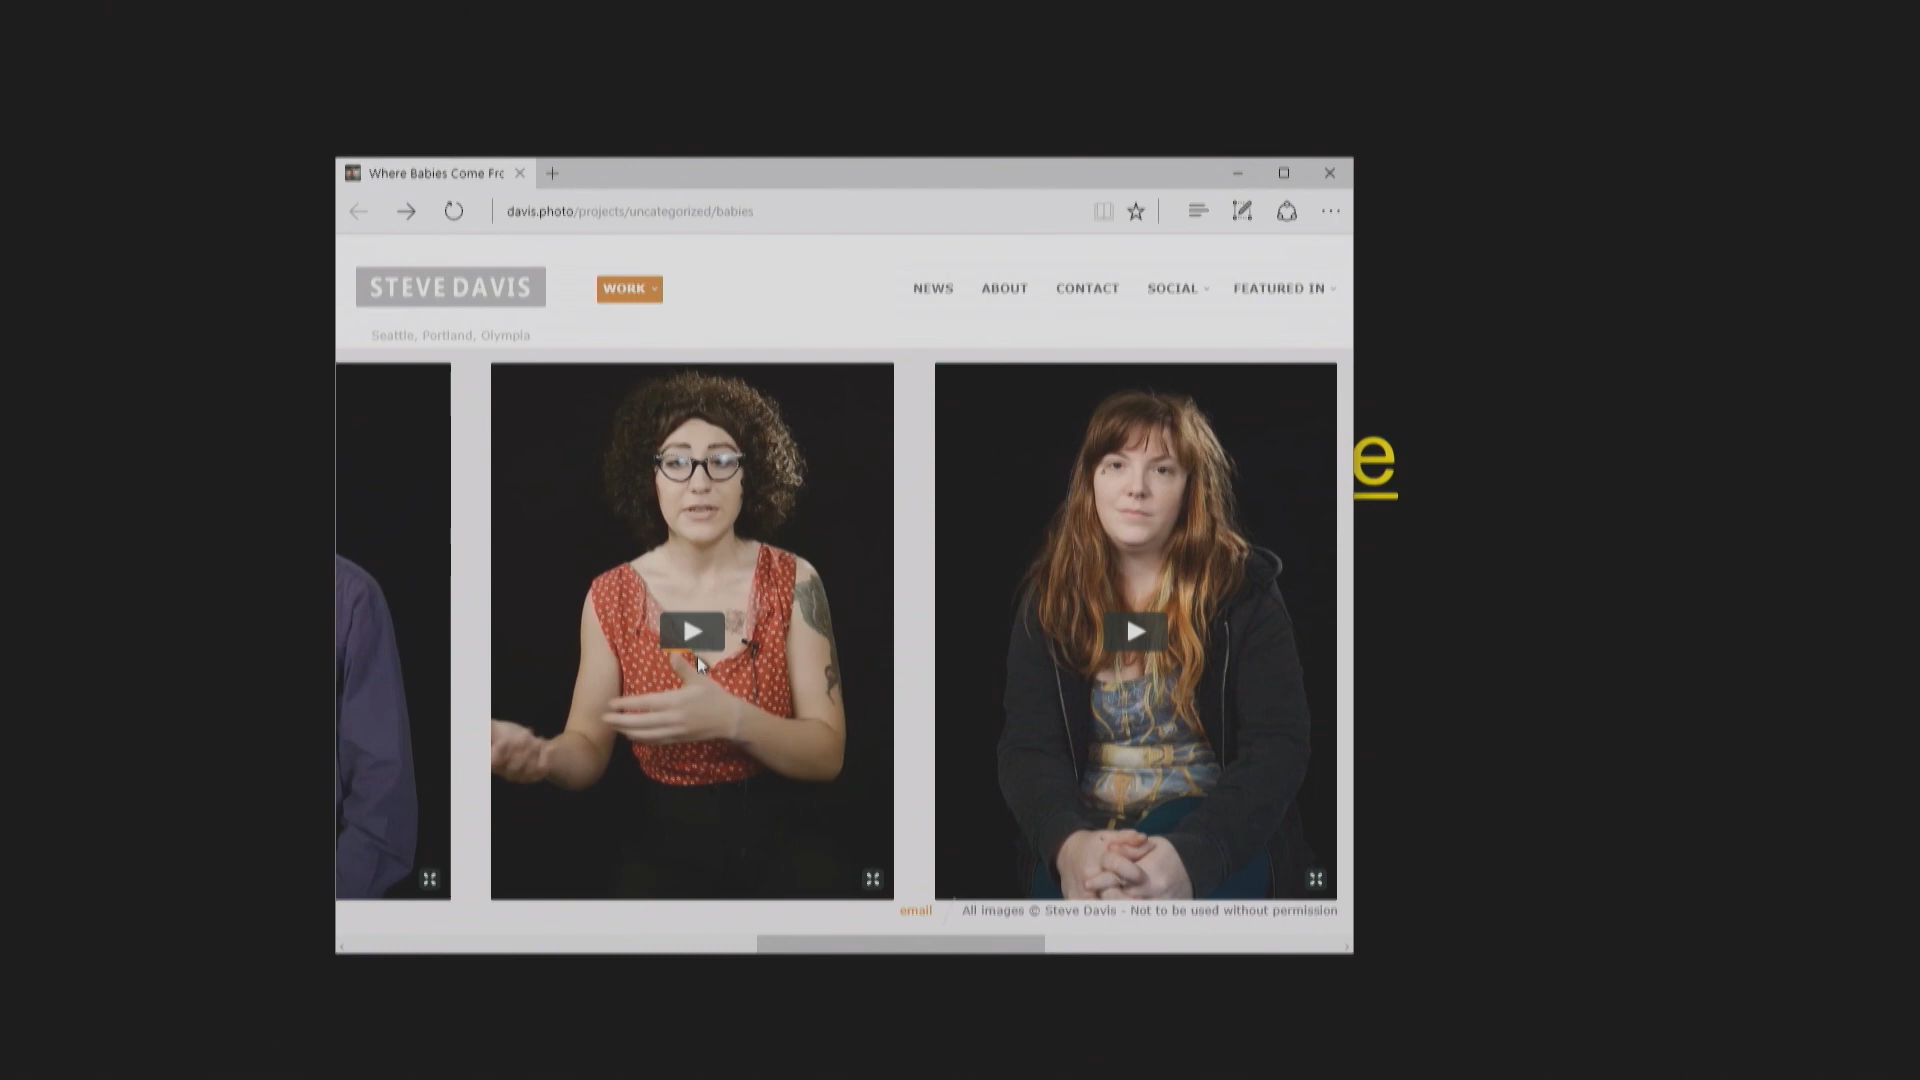 Where Babies Come Frc
davis.photo/projects/uncategorized/babies
STEVE DAVIS
WORK
NEWS
ABOUT
CONTACT
SOCIAL
FEATURED IN
Seattle, Portland, Olympia
e
email
All images © Steve Davis - Not to be used without permission